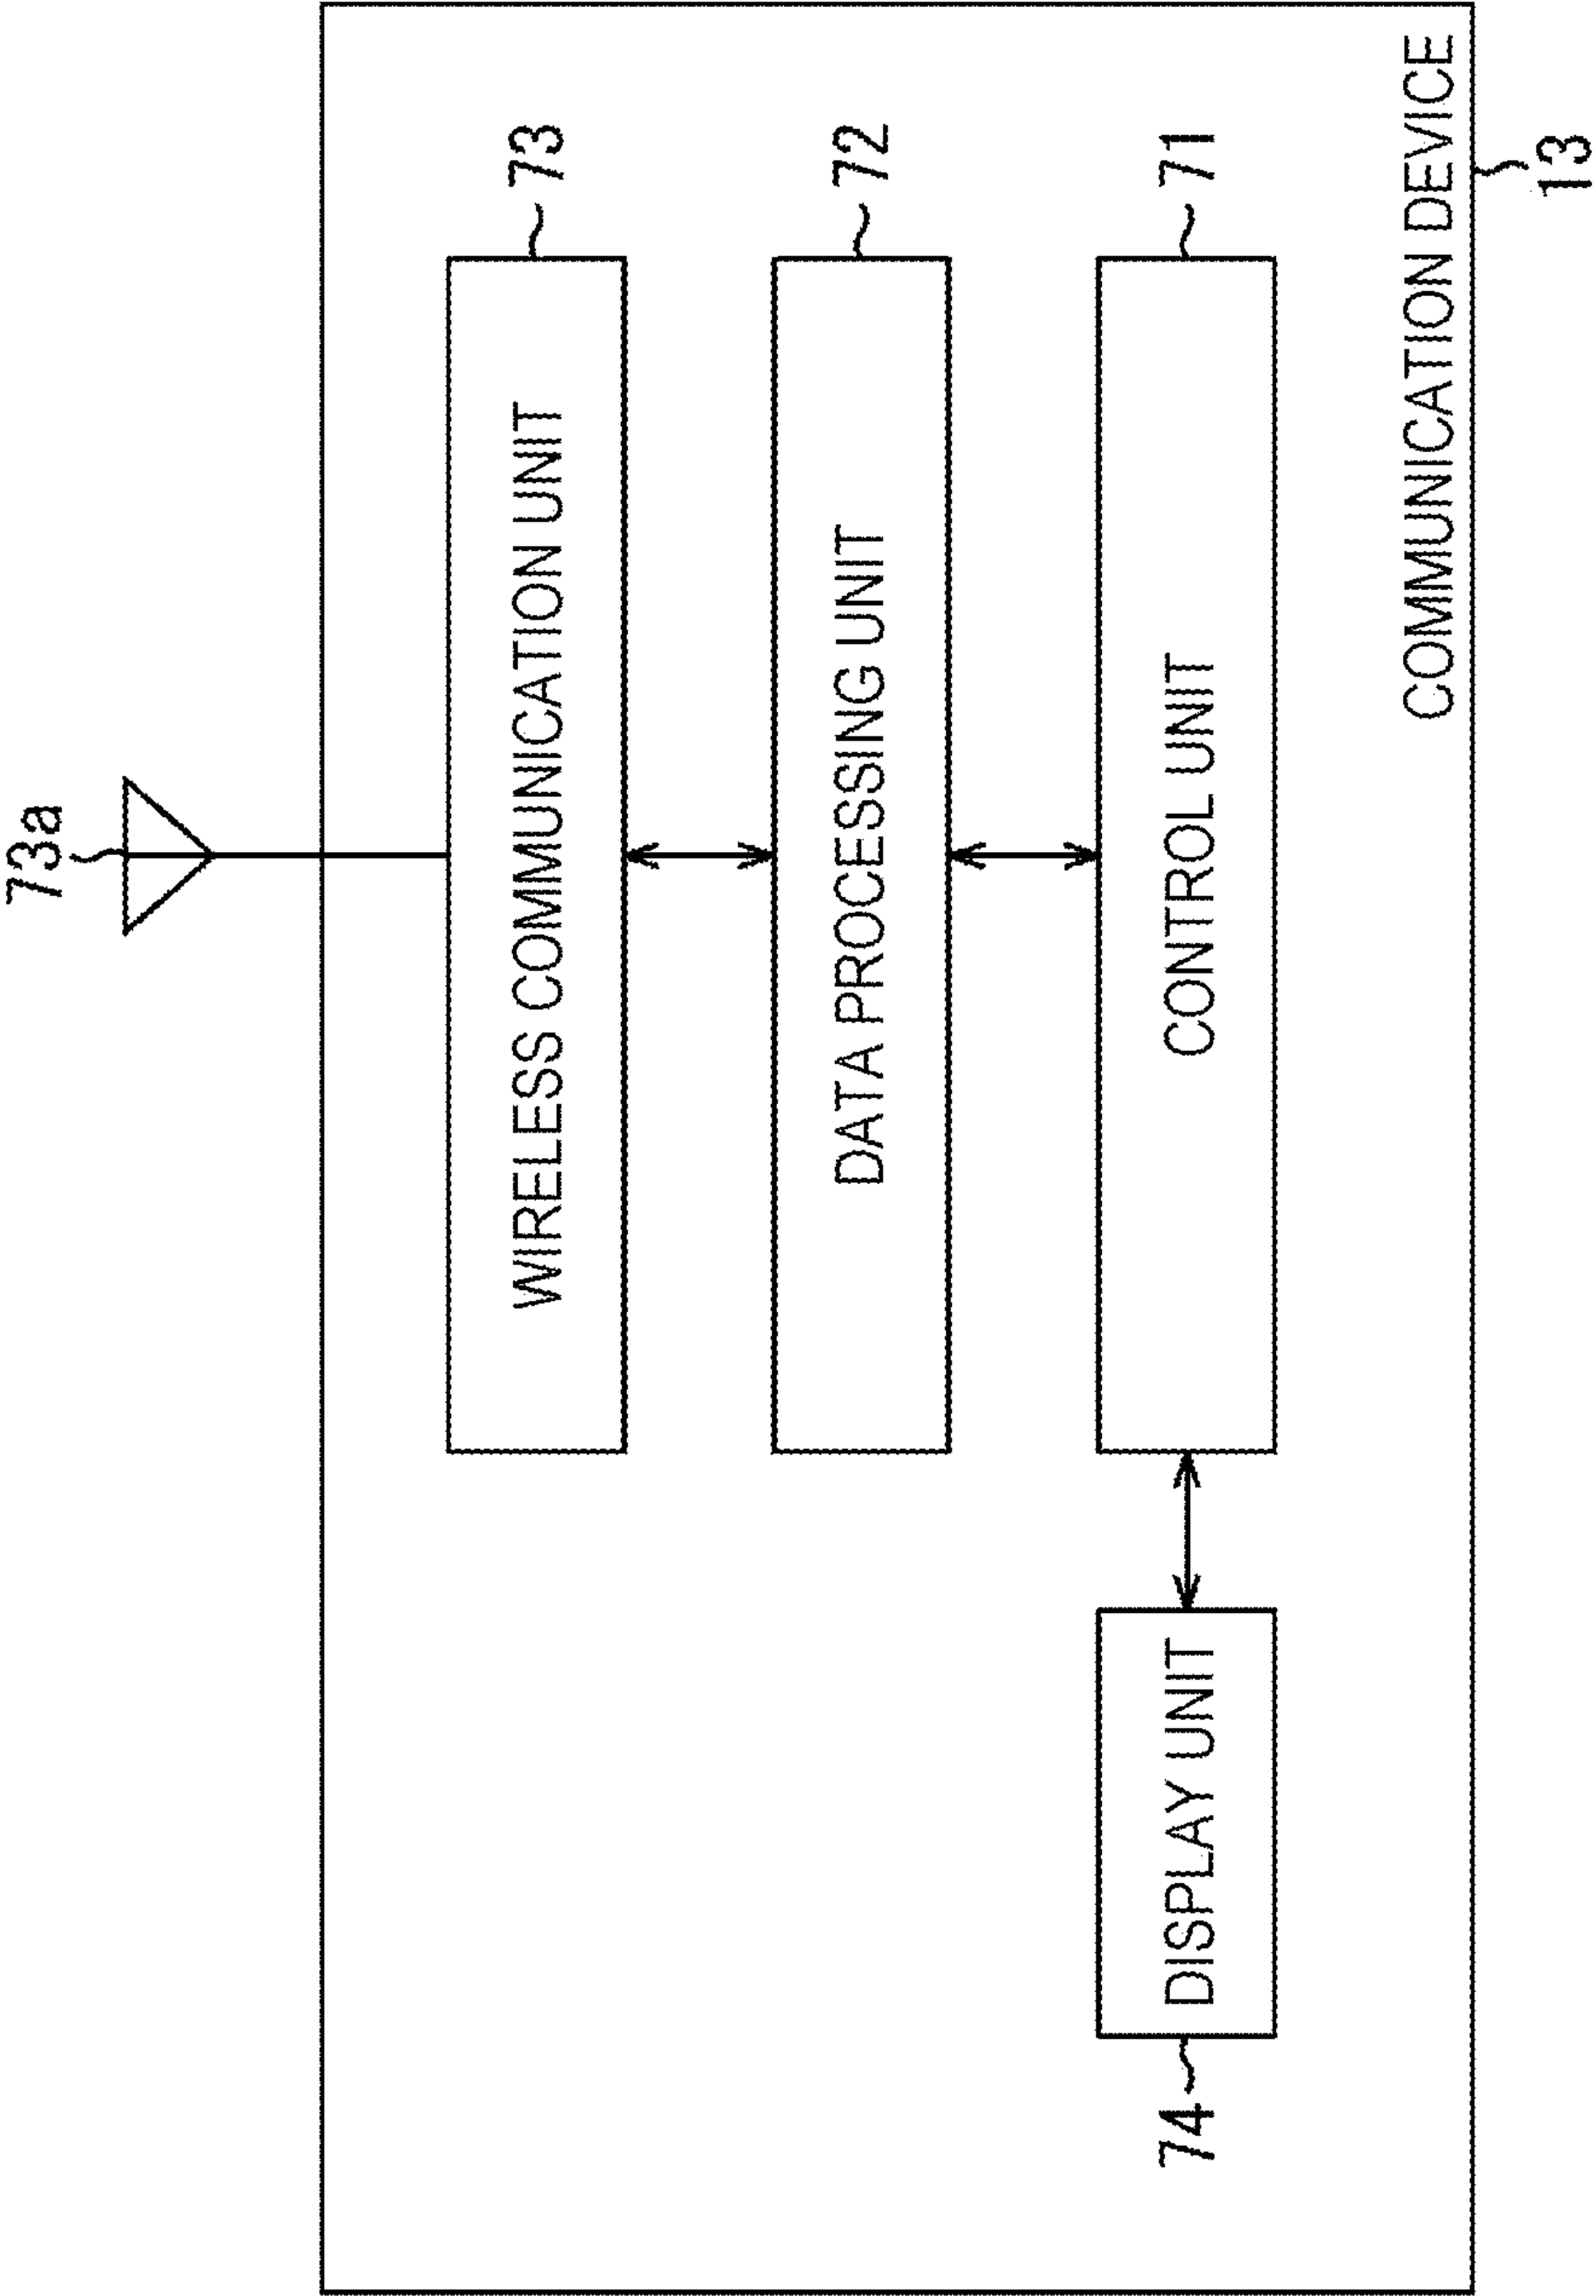 73a
WIRELESS COMMUNICATION UNIT
73
DATA PROCESSING UNIT
72
74
DISPLAY UNIT
CONTROL UNIT
71
COMMUNICATION DEVICE
13